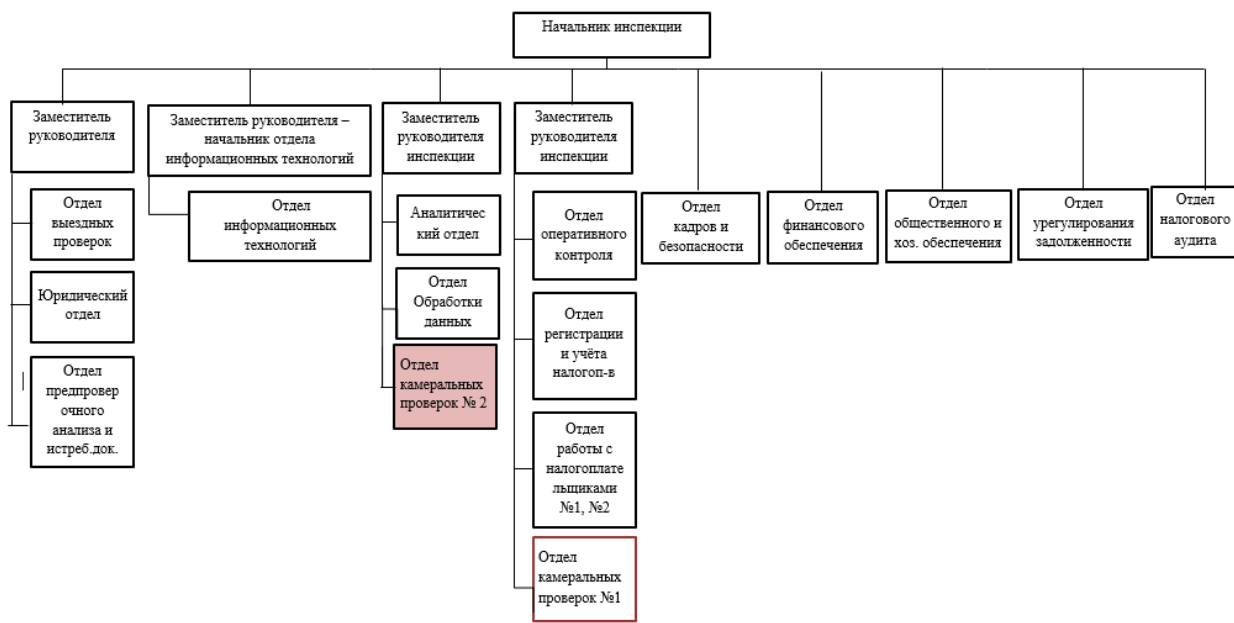 Начальник инспекции
Заместитель
руководителя
Заместитель руководителя –
начальник отдела
информационных технологий
Заместитель
руководителя
инспекции
Заместитель
руководителя
инспекции
Отдел
выездных
проверок
Юридический
отдел
Отдел
предпровер
очного
анализа и
истреб.док.
Отдел
информационных
технологий
Аналитичес
кий отдел
Отдел
Обработки
данных
Отдел
камеральных
проверок № 2
Отдел
оперативного
контроля
Отдел
регистрации
и учёта
налогоп-в
Отдел
работы с
налогоплате
льщиками
№1, №2
Отдел
камеральных
проверок №1
Отдел
кадров и
безопасности
Отдел
финансового
обеспечения
Отдел
общественного и
хоз. обеспечения
Отдел
урегулирования
задолженности
Отдел
налогового
аудита